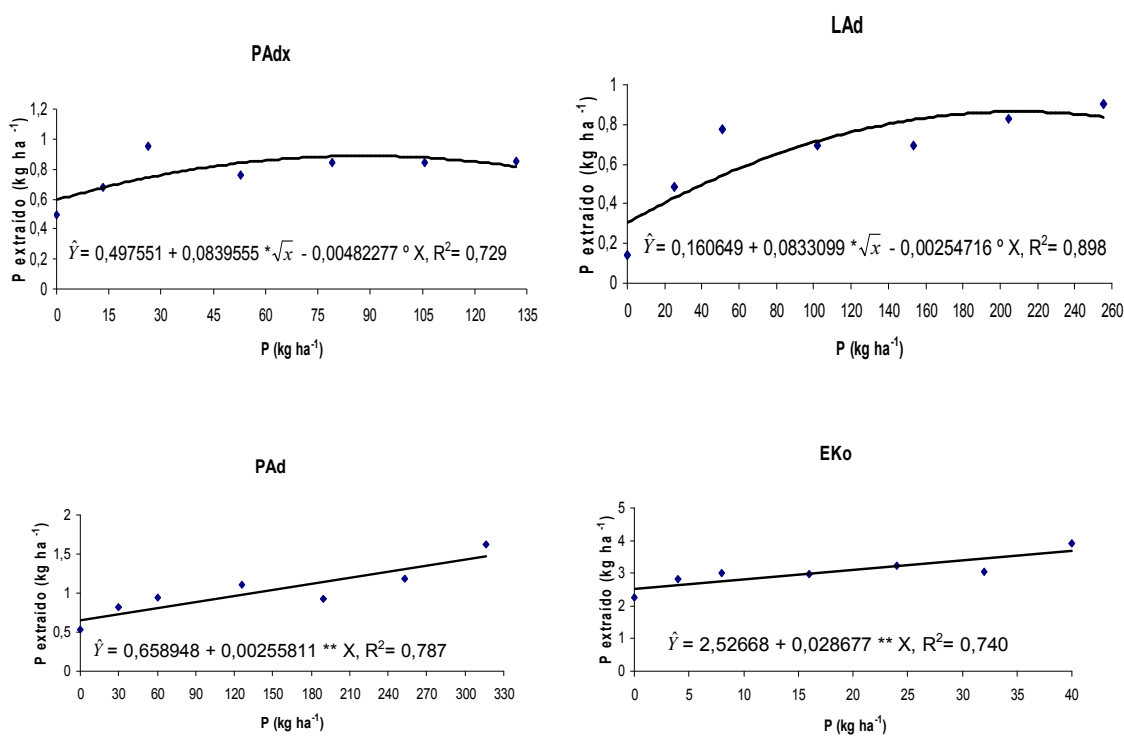 PAdx
P extraído (kg ha⁻¹)
1,2
1
0,8
0,6
0,4
0,2
0
Ŷ = 0,497551 + 0,0839555 *√x - 0,00482277 º X, R²= 0,729
0 15 30 45 60 75 90 105 120 135
P (kg ha⁻¹)
LAd
P extraído (kg ha⁻¹)
1
0,8
0,6
0,4
0,2
0
Ŷ = 0,160649 + 0,0833099 *√x - 0,00254716 º X, R²= 0,898
0 20 40 60 80 100 120 140 160 180 200 220 240 260
P (kg ha⁻¹)
PAd
P extraído (kg ha⁻¹)
2
1,5
1
0,5
0
Ŷ = 0,658948 + 0,00255811 ** X, R²= 0,787
0 30 60 90 120 150 180 210 240 270 300 330
P (kg ha⁻¹)
EKo
P extraído (kg ha⁻¹)
5
4
3
2
1
0
Ŷ = 2,52668 + 0,028677 ** X, R²= 0,740
0 5 10 15 20 25 30 35 40
P (kg ha⁻¹)